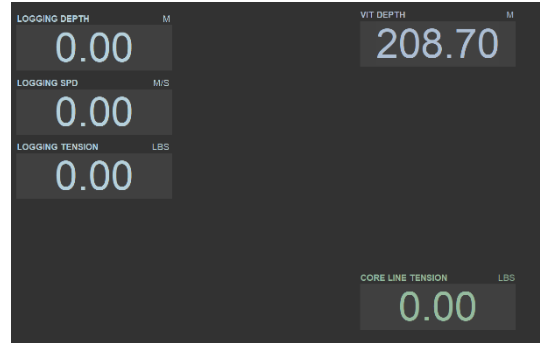 LOGGING DEPTH M
0.00
LOGGING SPD M/S
0.00
LOGGING TENSION LBS
0.00
VIT DEPTH M
208.70
CORE LINE TENSION LBS
0.00